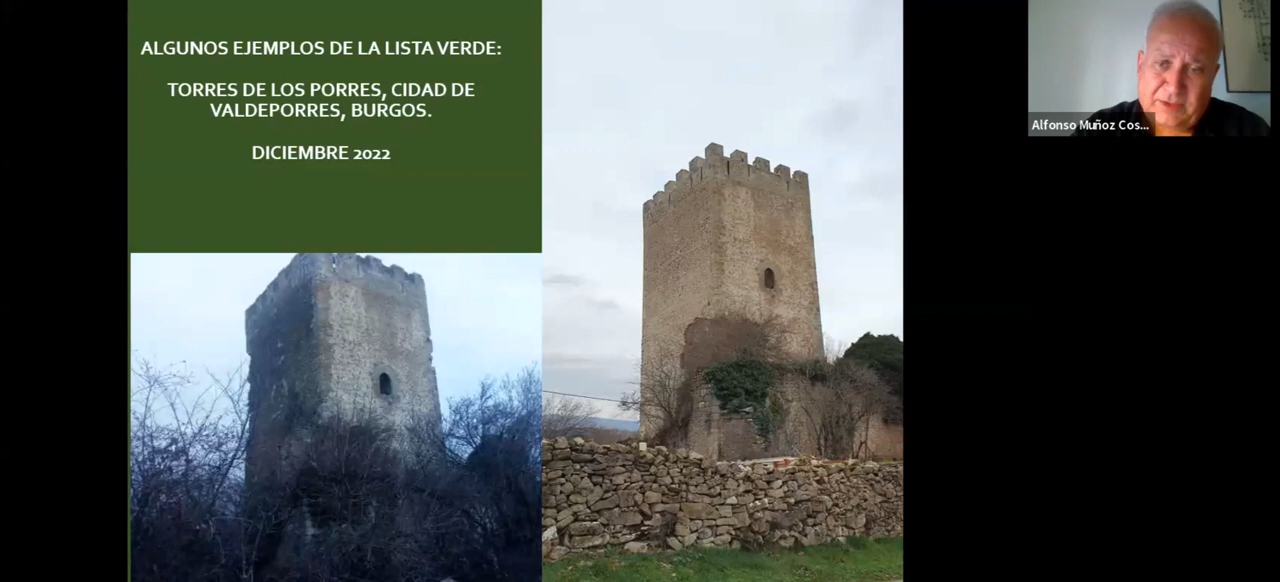 ALGUNOS EJEMPLOS DE LA LISTA VERDE:
TORRES DE LOS PORRES, CIDAD DE
VALDEPORRES, BURGOS.
DICIEMBRE 2022
Alfonso Muñoz Cos...